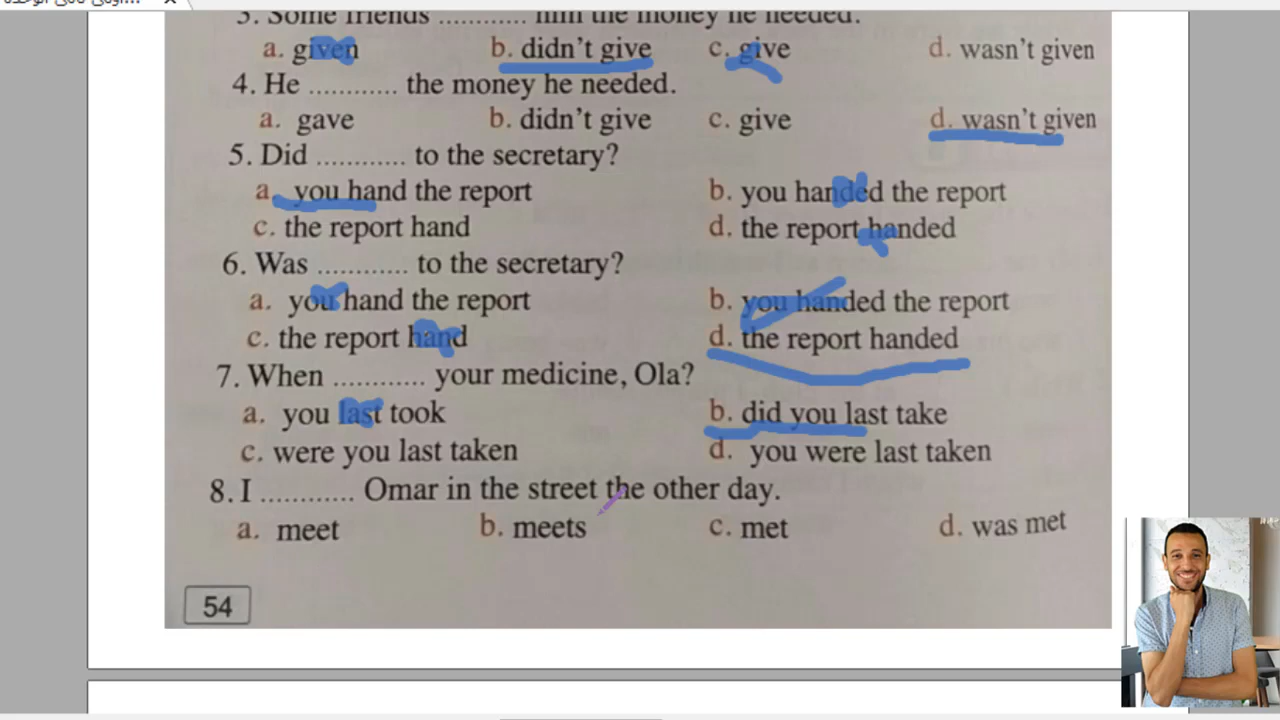 ...أولى ثانى الوحدة
3. Some friends ............ him the money he needed.
a. given b. didn't give c. give d. wasn't given
4. He ............ the money he needed.
a. gave b. didn't give c. give d. wasn't given
5. Did ............ to the secretary?
a. you hand the report b. you handed the report
c. the report hand d. the report handed
6. Was ............ to the secretary?
a. you hand the report b. you handed the report
c. the report hand d. the report handed
7. When ............ your medicine, Ola?
a. you last took b. did you last take
c. were you last taken d. you were last taken
8. I ............ Omar in the street the other day.
a. meet b. meets c. met d. was met
54